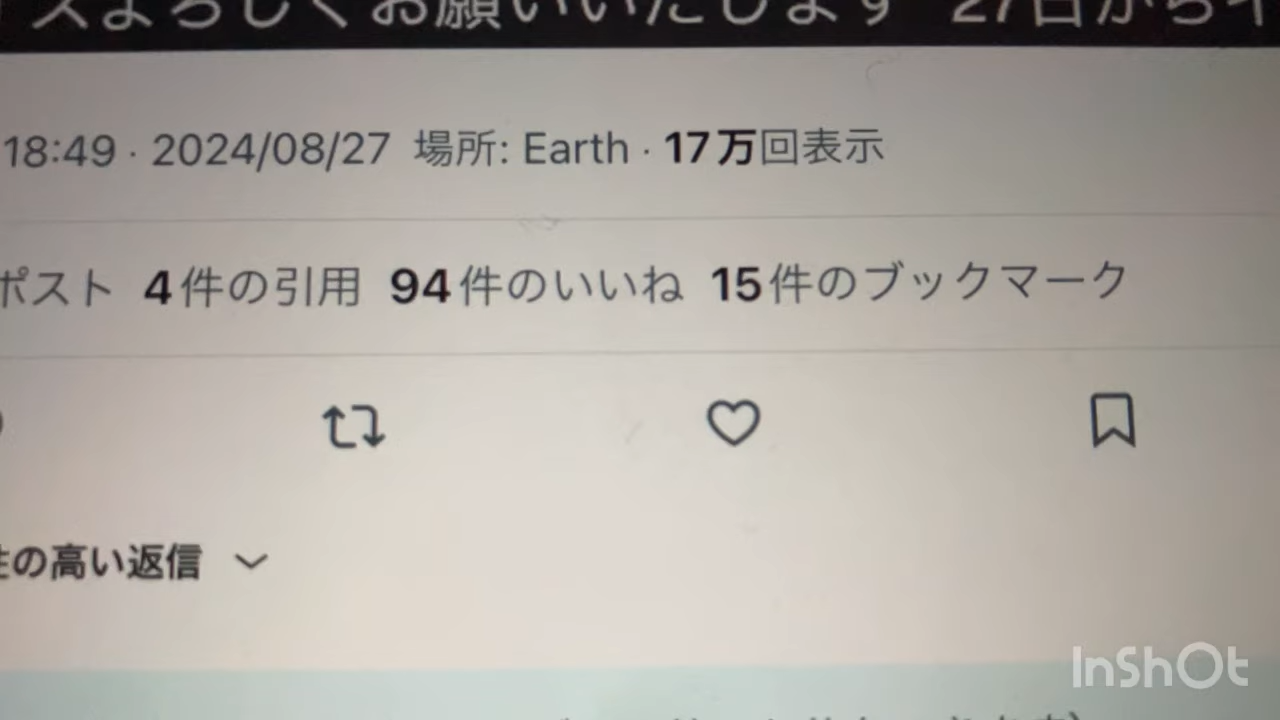 スよろしくお願いいたします 27日から
18:49 · 2024/08/27 場所: Earth · 17万回表示
ポスト 4件の引用 94件のいいね 15件のブックマーク
性の高い返信
InShOt